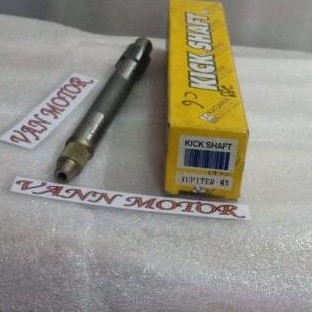 VANN MOTOR
KICK SHAFT
KICK SHAFT
JUPITER-MX
VANN MOTOR